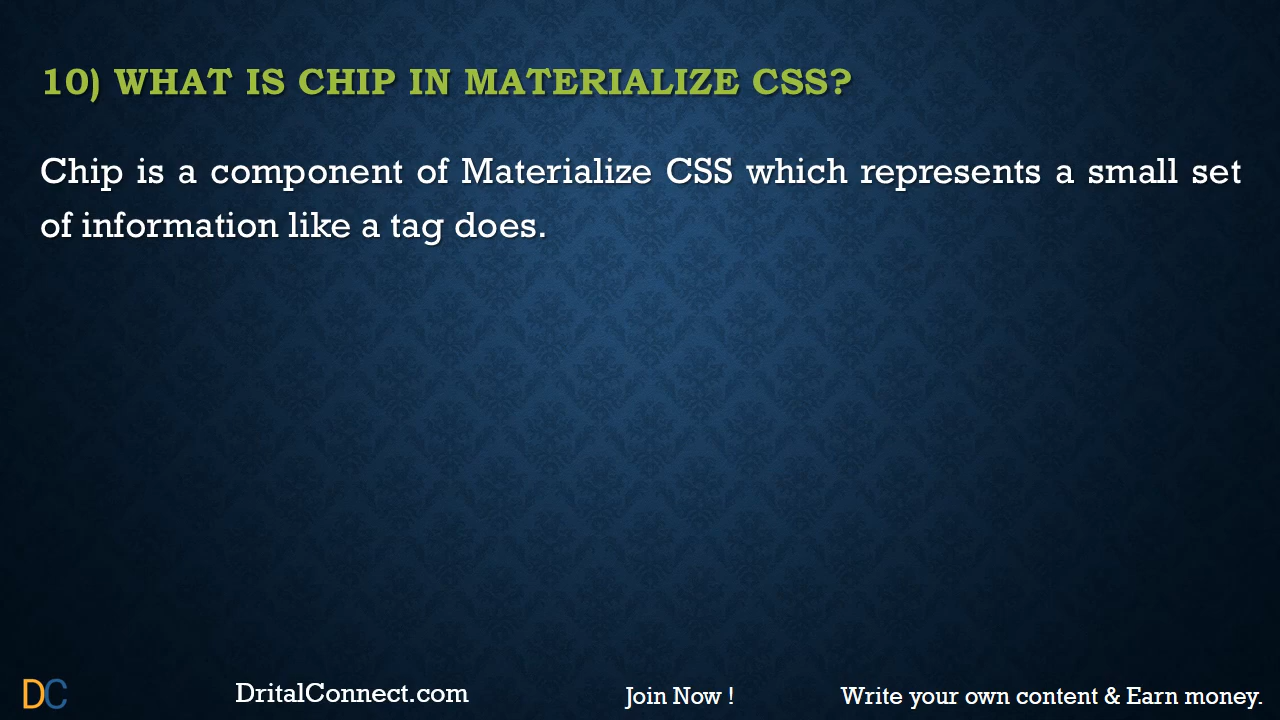 10) WHAT IS CHIP IN MATERIALIZE CSS?
Chip is a component of Materialize CSS which represents a small set
of information like a tag does.
DC
DritalConnect.com
Join Now !
Write your own content & Earn money.